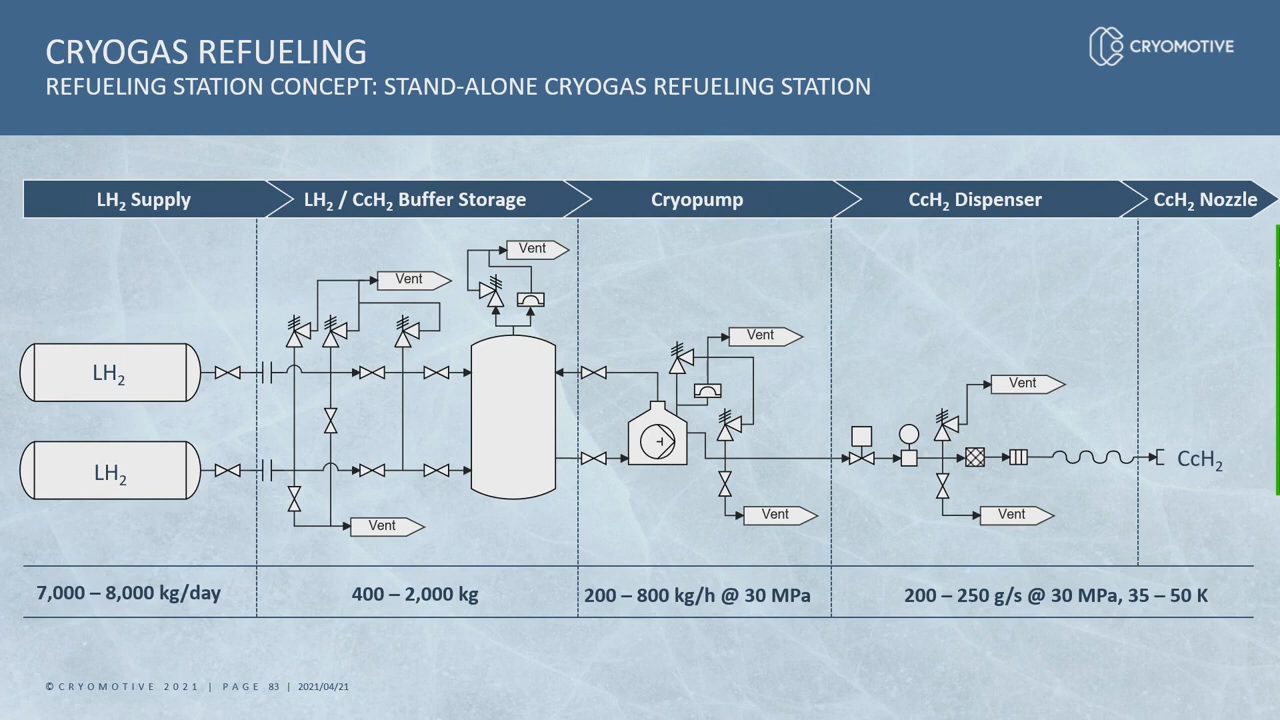 CRYOGAS REFUELING
REFUELING STATION CONCEPT: STAND-ALONE CRYOGAS REFUELING STATION
CRYOMOTIVE
LH₂ Supply
LH₂ / CcH₂ Buffer Storage
Cryopump
CcH₂ Dispenser
CcH₂ Nozzle
Vent
Vent
Vent
Vent
LH₂
LH₂
CcH₂
Vent
Vent
Vent
7,000 – 8,000 kg/day
400 – 2,000 kg
200 – 800 kg/h @ 30 MPa
200 – 250 g/s @ 30 MPa, 35 – 50 K
© CRYOMOTIVE 2021 | PAGE 83 | 2021/04/21